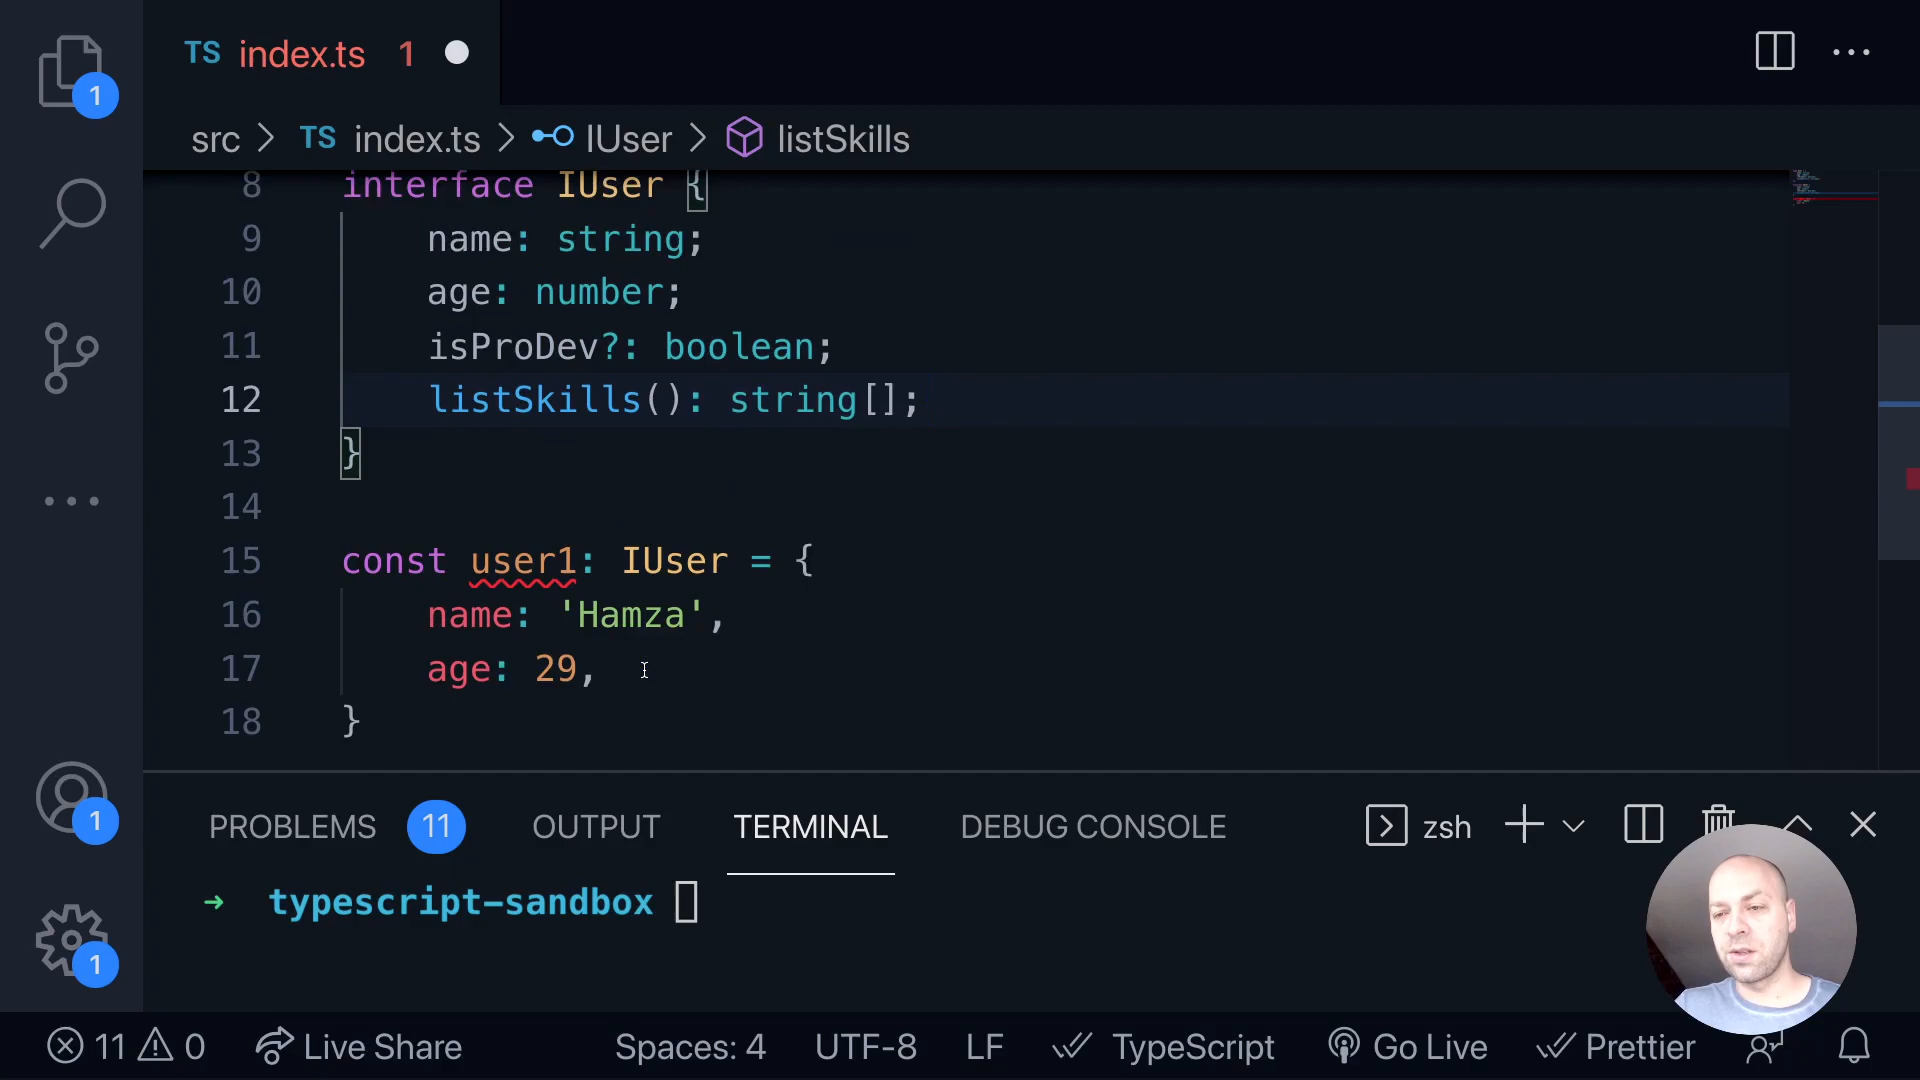 TS index.ts 1
1
src > TS index.ts > IUser > listSkills
8 interface IUser {
9 name: string;
10 age: number;
11 isProDev?: boolean;
12 listSkills(): string[];
13 }
14
15 const user1: IUser = {
16 name: 'Hamza',
17 age: 29,
18 }
1
PROBLEMS 11 OUTPUT TERMINAL DEBUG CONSOLE zsh
→ typescript-sandbox
1
11 0 Live Share Spaces: 4 UTF-8 LF TypeScript Go Live Prettier